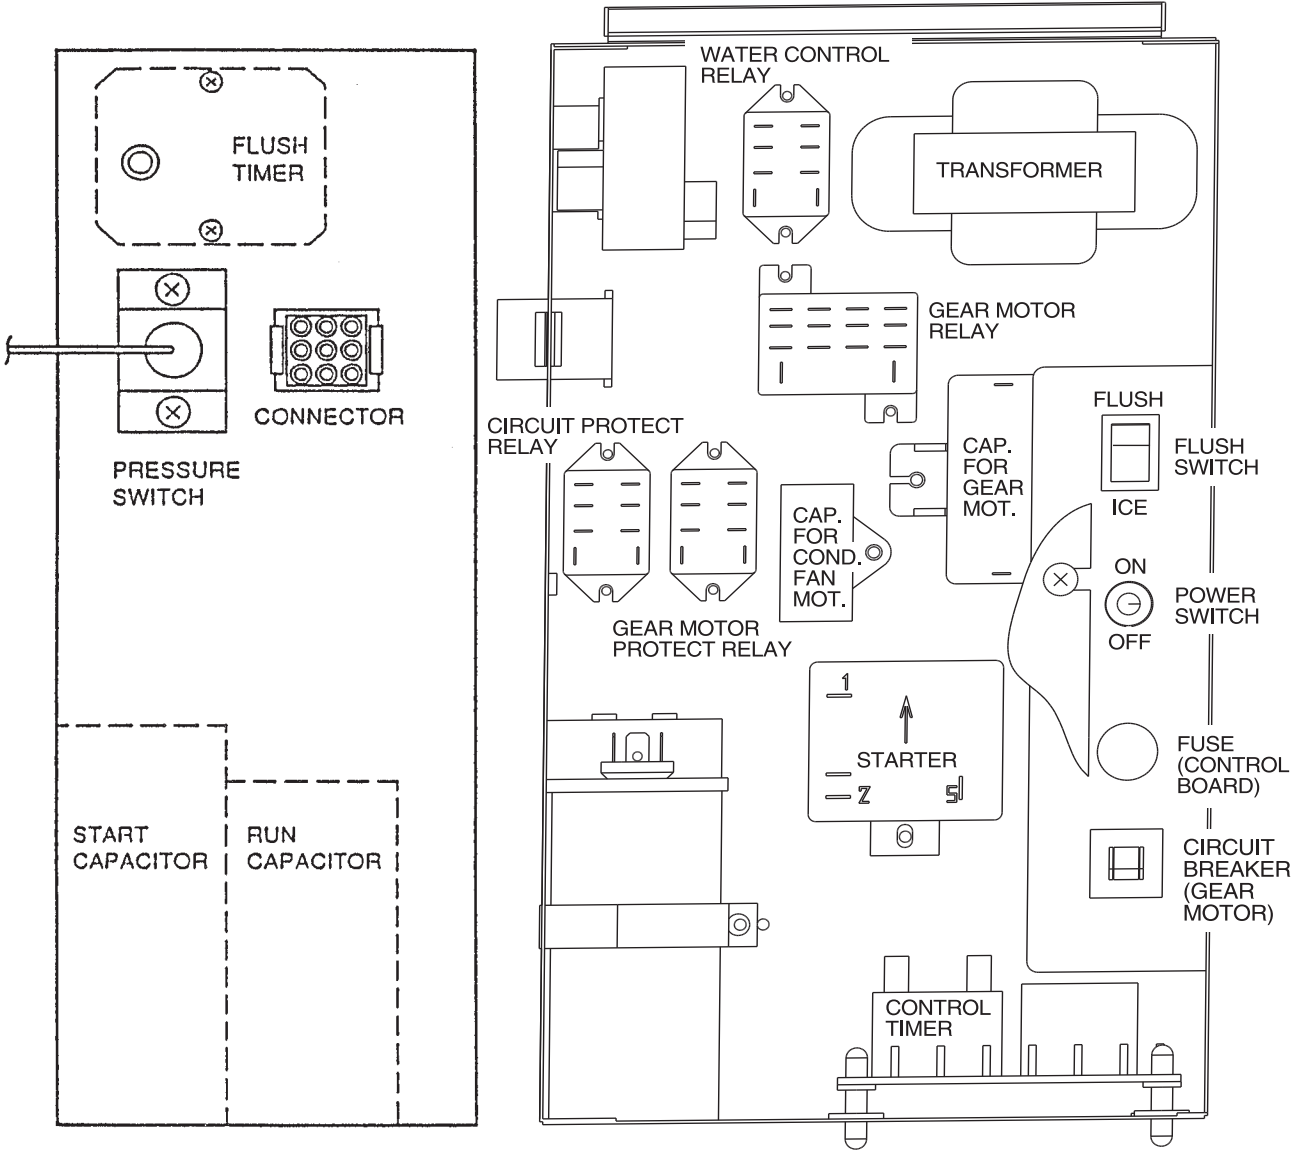 FLUSH
TIMER
CONNECTOR
PRESSURE
SWITCH
START
CAPACITOR
RUN
CAPACITOR
WATER CONTROL
RELAY
TRANSFORMER
GEAR MOTOR
RELAY
CIRCUIT PROTECT
RELAY
CAP.
FOR
GEAR
MOT.
FLUSH
FLUSH
SWITCH
ICE
CAP.
FOR
COND.
FAN
MOT.
ON
POWER
SWITCH
OFF
GEAR MOTOR
PROTECT RELAY
1
STARTER
2
5
FUSE
(CONTROL
BOARD)
CIRCUIT
BREAKER
(GEAR
MOTOR)
CONTROL
TIMER